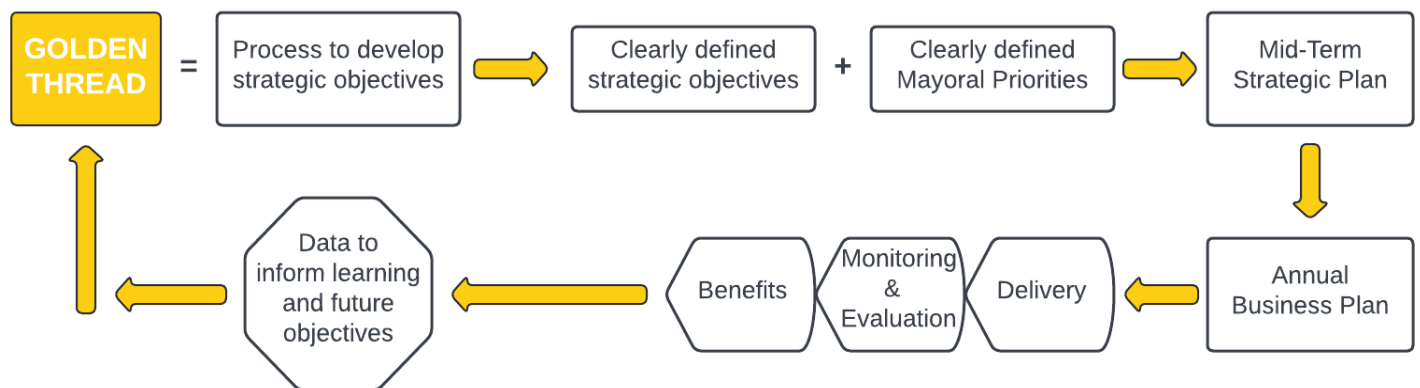 GOLDEN
THREAD
=
Process to develop
strategic objectives
Clearly defined
strategic objectives
+
Clearly defined
Mayoral Priorities
Mid-Term
Strategic Plan
Annual
Business Plan
Delivery
Monitoring
&
Evaluation
Benefits
Data to
inform learning
and future
objectives